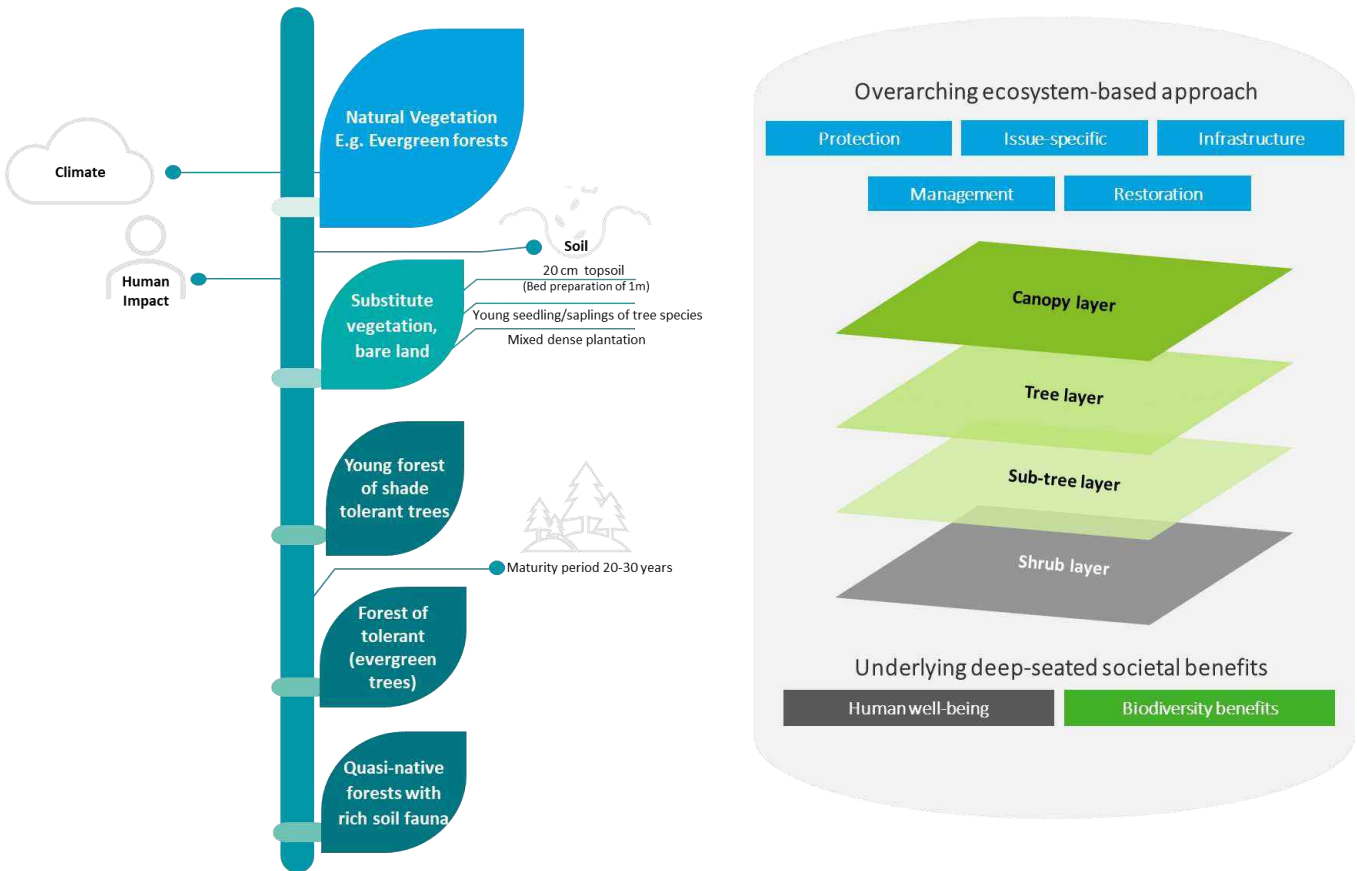 Natural Vegetation
E.g. Evergreen forests
Climate
Human
Impact
Soil
20 cm topsoil
(Bed preparation of 1m)
Young seedling/saplings of tree species
Mixed dense plantation
Substitute
vegetation,
bare land
Young forest
of shade
tolerant trees
Maturity period 20-30 years
Forest of
tolerant
(evergreen
trees)
Quasi-native
forests with
rich soil fauna
Overarching ecosystem-based approach
Protection
Issue-specific
Infrastructure
Management
Restoration
Canopy layer
Tree layer
Sub-tree layer
Shrub layer
Underlying deep-seated societal benefits
Human well-being
Biodiversity benefits